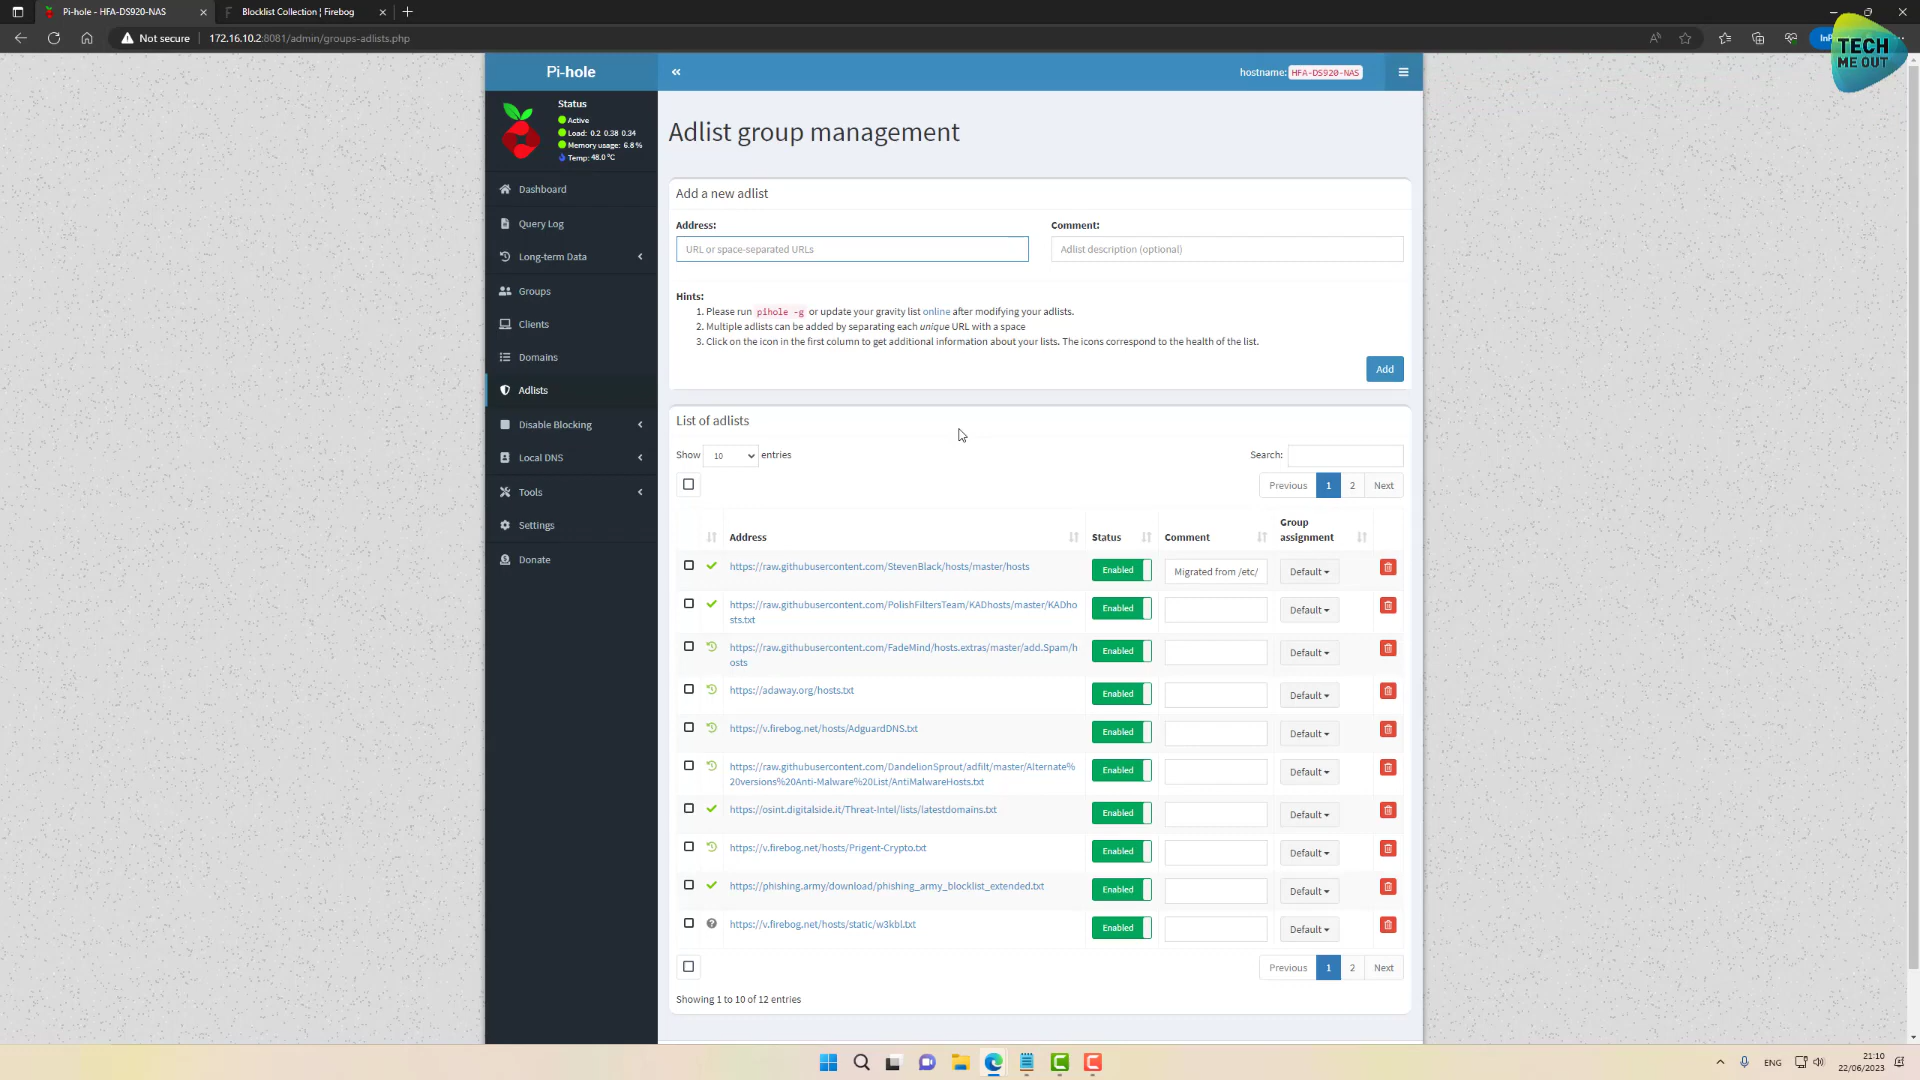 Pi-hole - HFA-DS920-NAS
Blocklist Collection ¦ Firebog
Not secure
172.16.10.2:8081/admin/groups-adlists.php
TECH
ME OUT
Pi-hole
hostname: HFA-DS920-NAS
Status
Active
Load: 0.2 0.38 0.34
Memory usage: 6.8 %
Temp: 48.0 °C
Dashboard
Query Log
Long-term Data
Groups
Clients
Domains
Adlists
Disable Blocking
Local DNS
Tools
Settings
Donate
Adlist group management
Add a new adlist
Address:
Comment:
URL or space-separated URLs
Adlist description (optional)
Hints:
1. Please run pihole -g or update your gravity list online after modifying your adlists.
2. Multiple adlists can be added by separating each unique URL with a space
3. Click on the icon in the first column to get additional information about your lists. The icons correspond to the health of the list.
Add
List of adlists
Show 10 entries
Search:
Previous 1 2 Next
Address Status Comment Group assignment
https://raw.githubusercontent.com/StevenBlack/hosts/master/hosts Enabled Migrated from /etc/ Default
https://raw.githubusercontent.com/PolishFiltersTeam/KADhosts/master/KADho
sts.txt
Enabled Default
https://raw.githubusercontent.com/FadeMind/hosts.extras/master/add.Spam/h
osts
Enabled Default
https://adaway.org/hosts.txt Enabled Default
https://v.firebog.net/hosts/AdguardDNS.txt Enabled Default
https://raw.githubusercontent.com/DandelionSprout/adfilt/master/Alternate%
20versions%20Anti-Malware%20List/AntiMalwareHosts.txt
Enabled Default
https://osint.digitalside.it/Threat-Intel/lists/latestdomains.txt Enabled Default
https://v.firebog.net/hosts/Prigent-Crypto.txt Enabled Default
https://phishing.army/download/phishing_army_blocklist_extended.txt Enabled Default
https://v.firebog.net/hosts/static/w3kbl.txt Enabled Default
Previous 1 2 Next
Showing 1 to 10 of 12 entries
ENG
21:10
22/06/2023